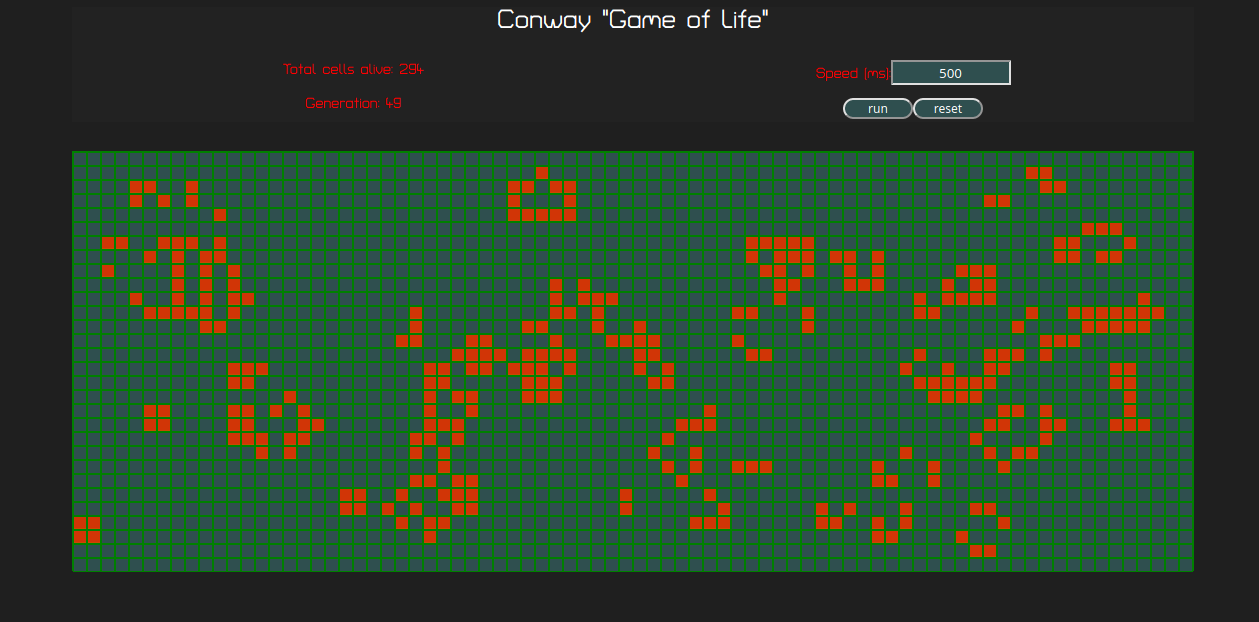 Conway "Game of Life"
Total cells alive: 294
Speed (ms): 500
Generation: 49
run reset